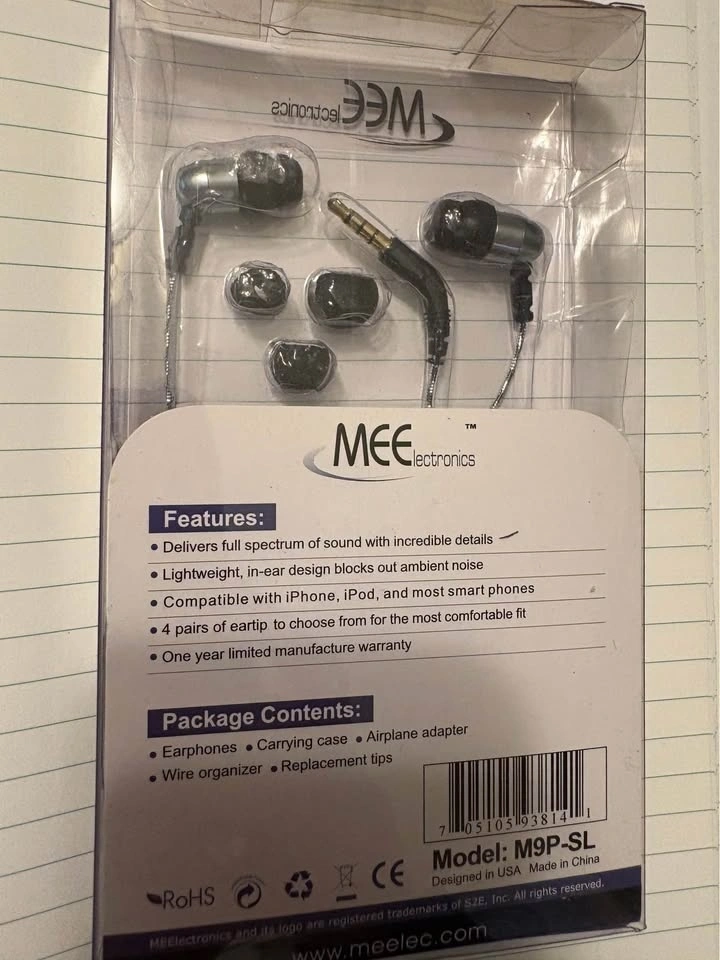 MEElectronics
MEElectronics™
Features:
• Delivers full spectrum of sound with incredible details
• Lightweight, in-ear design blocks out ambient noise
• Compatible with iPhone, iPod, and most smart phones
• 4 pairs of eartip to choose from for the most comfortable fit
• One year limited manufacture warranty
Package Contents:
• Earphones • Carrying case • Airplane adapter
• Wire organizer • Replacement tips
7 05105 93814 1
Model: M9P-SL
Designed in USA Made in China
RoHS CE
MEElectronics and its logo are registered trademarks of S2E, Inc. All rights reserved.
www.meelec.com